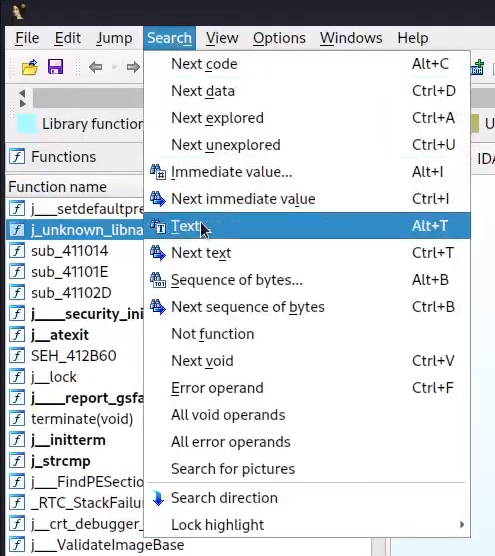 File Edit Jump Search View Options Windows Help
Next code Alt+C
Next data Ctrl+D
Next explored Ctrl+A
Next unexplored Ctrl+U
Immediate value... Alt+I
Next immediate value Ctrl+I
Text Alt+T
Next text Ctrl+T
Sequence of bytes... Alt+B
Next sequence of bytes Ctrl+B
Not function
Next void Ctrl+V
Error operand Ctrl+F
All void operands
All error operands
Search for pictures
Search direction
Lock highlight
Library function
U
Functions
IDA
Function name
j___setdefaultpre
j_unknown_libna
sub_411014
sub_41101E
sub_41102D
j____security_ini
j__atexit
SEH_412B60
j__lock
j____report_gsfa
terminate(void)
j__initterm
j_strcmp
j___FindPESectio
_RTC_StackFailur
j__crt_debugger_
j__ValidateImageBase